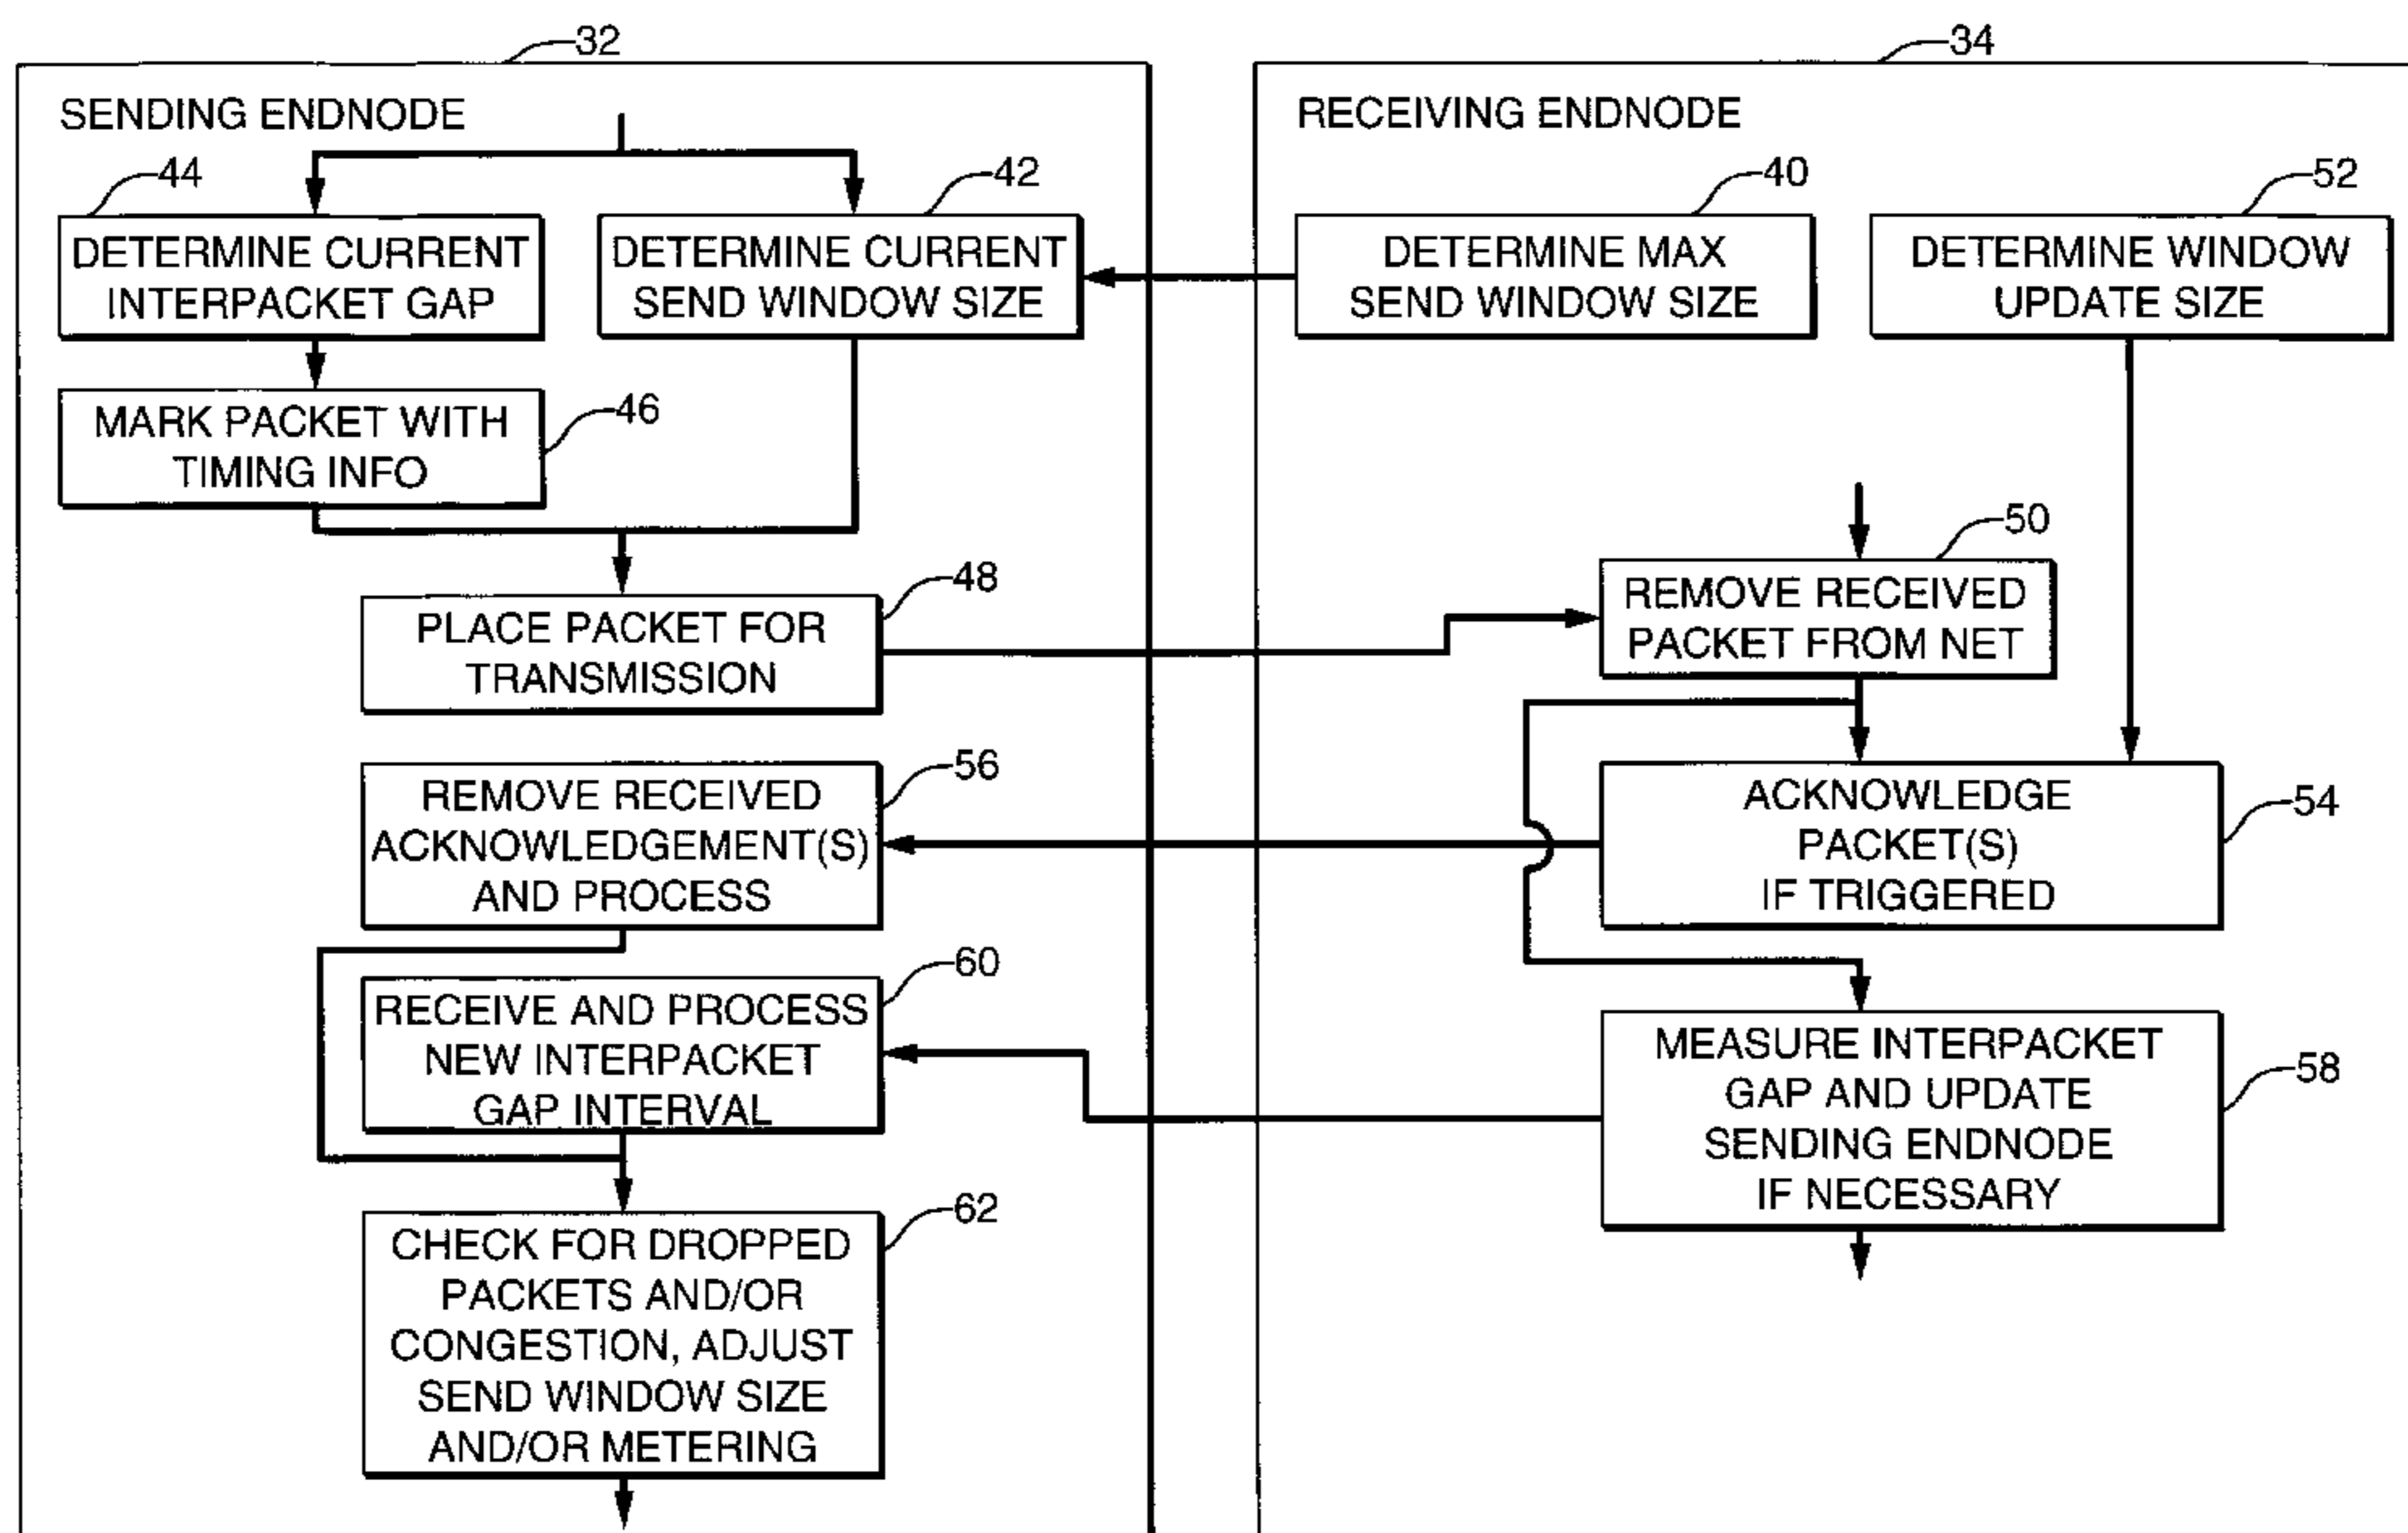 32
34
SENDING ENDNODE
RECEIVING ENDNODE
44
42
40
52
DETERMINE CURRENT
INTERPACKET GAP
DETERMINE CURRENT
SEND WINDOW SIZE
DETERMINE MAX
SEND WINDOW SIZE
DETERMINE WINDOW
UPDATE SIZE
MARK PACKET WITH
TIMING INFO
46
50
REMOVE RECEIVED
PACKET FROM NET
48
PLACE PACKET FOR
TRANSMISSION
56
REMOVE RECEIVED
ACKNOWLEDGEMENT(S)
AND PROCESS
ACKNOWLEDGE
PACKET(S)
IF TRIGGERED
54
60
RECEIVE AND PROCESS
NEW INTERPACKET
GAP INTERVAL
MEASURE INTERPACKET
GAP AND UPDATE
SENDING ENDNODE
IF NECESSARY
58
62
CHECK FOR DROPPED
PACKETS AND/OR
CONGESTION, ADJUST
SEND WINDOW SIZE
AND/OR METERING